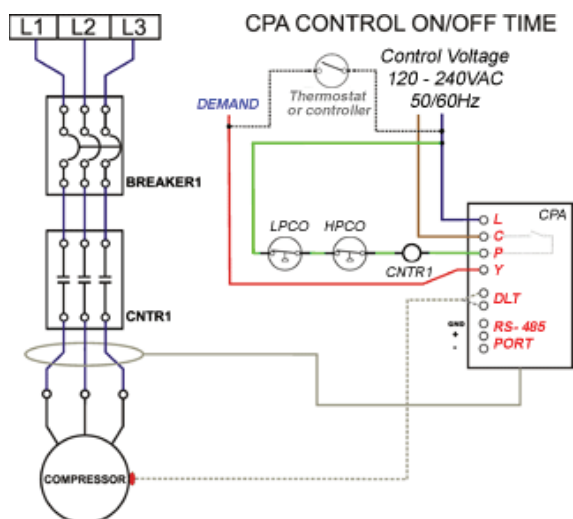 L1 L2 L3
CPA CONTROL ON/OFF TIME
Control Voltage
120 - 240VAC
50/60Hz
DEMAND
Thermostat
or controller
BREAKER1
LPCO HPCO
CNTR1
CPA
L
C
P
Y
DLT
GND
+
-
RS-485
PORT
CNTR1
COMPRESSOR